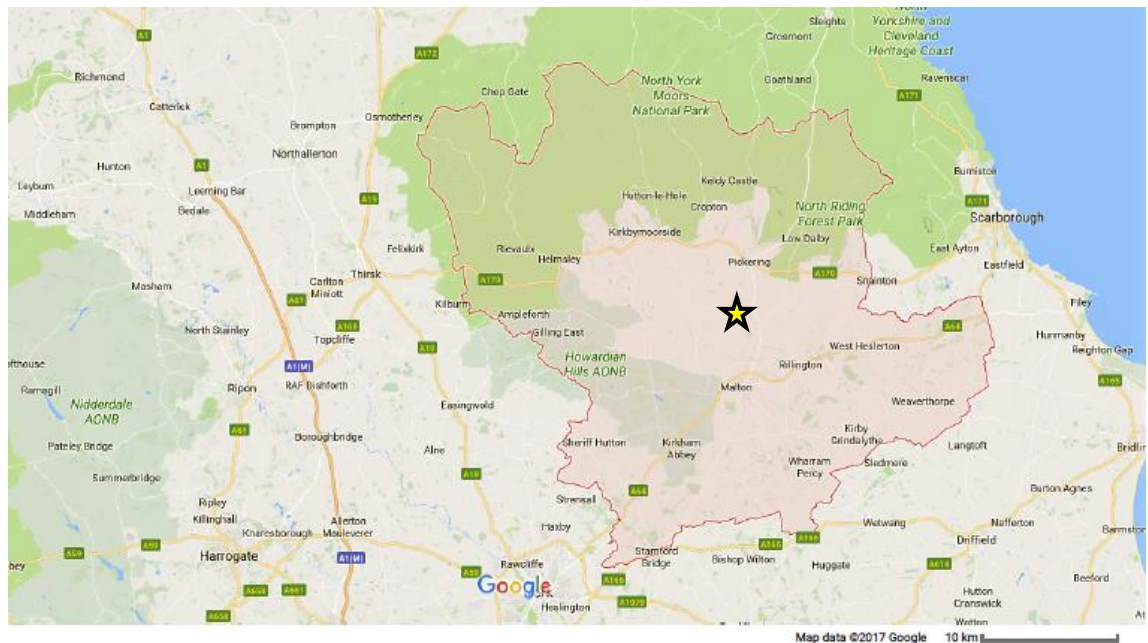 North
Yorkshire and
Cleveland
Heritage Coast
Sleights
Grosmont
A1
A172
Richmond
Goathland
Ravenscar
North York
Moors
National Park
Chop Gate
A171
Catterick
Osmotherley
Brompton
Northallerton
Hunton
A1
Leyburn
Leeming Bar
Middleham
Bedale
A19
Keldy Castle
Hutton-le-Hole
Cropton
North Riding
Forest Park
Burniston
A171
Scarborough
Kirkbymoorside
Low Dalby
Felixkirk
Rievaulx
Helmsley
Pickering
East Ayton
Eastfield
Thirsk
A170
A170
Snainton
Masham
Carlton
Miniott
A61
Kilburn
Ampleforth
Filey
North Stainley
A168
Topcliffe
Gilling East
A64
Hunmanby
A19
West Heslerton
Reighton Gap
Howardian
Hills AONB
Rillington
A1(M)
A165
Ramsgill
Ripon
RAF Dishforth
Malton
Nidderdale
AONB
Easingwold
Weaverthorpe
A61
Boroughbridge
Kirby
Grindalythe
Pateley Bridge
Alne
Sheriff Hutton
Kirkham
Abbey
Langtoft
Summerbridge
A19
Wharram
Percy
Sledmere
Ripley
Killinghall
Strensall
A64
Burton Agnes
Knaresborough
Allerton
Mauleverer
Haxby
Wetwang
Nafferton
A59
A59
Harrogate
A1(M)
Stamford
Bridge
A166
A166
Driffield
Bishop Wilton
Huggate
Rawcliffe
A59
Google
A166
A614
Beeford
A658
A661
Heslington
A1079
Hutton
Cranswick
A658
Map data ©2017 Google 10 km